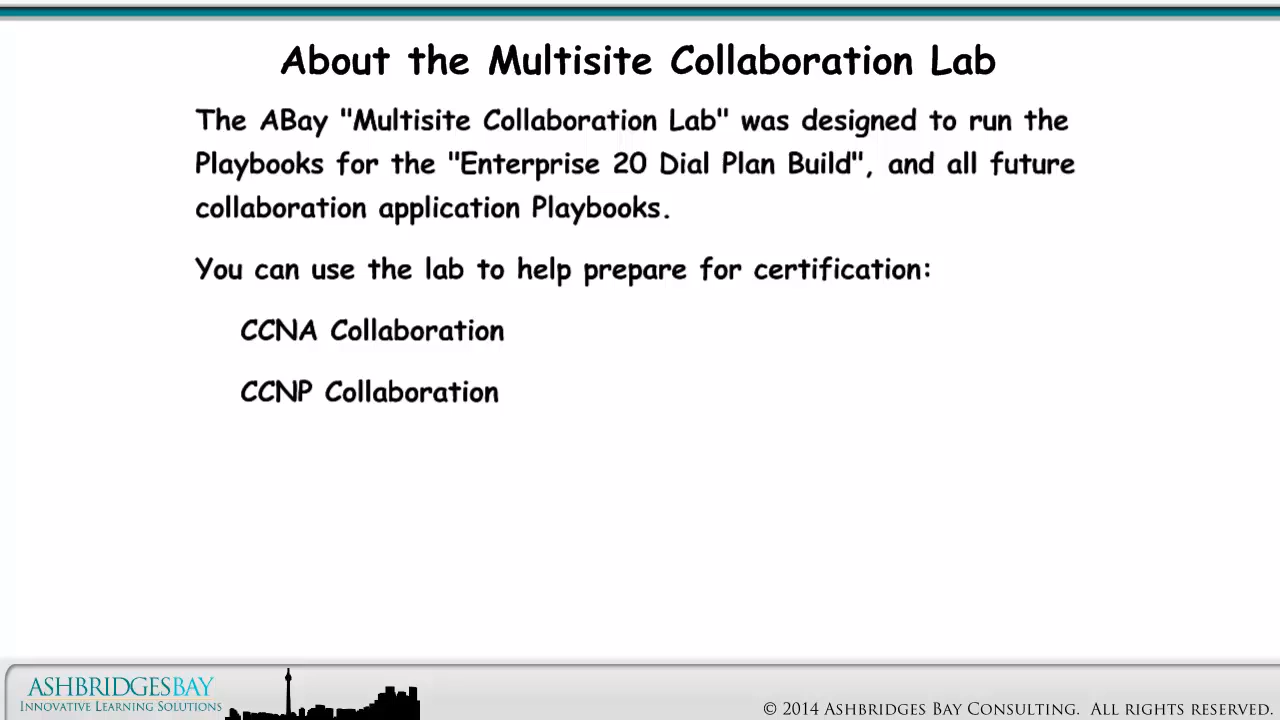 About the Multisite Collaboration Lab
The ABay "Multisite Collaboration Lab" was designed to run the
Playbooks for the "Enterprise 20 Dial Plan Build", and all future
collaboration application Playbooks.
You can use the lab to help prepare for certification:
CCNA Collaboration
CCNP Collaboration
ASHBRIDGESBAY
INNOVATIVE LEARNING SOLUTIONS
© 2014 ASHBRIDGES BAY CONSULTING. ALL RIGHTS RESERVED.